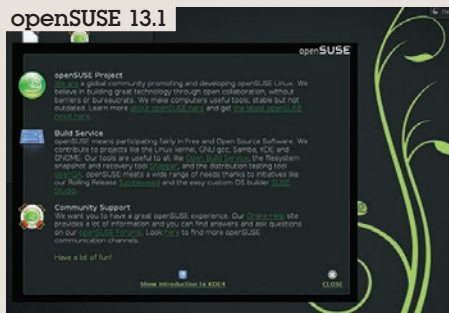 openSUSE 13.1
openSUSE
openSUSE Project
We are a global community promoting and developing openSUSE Linux. We
believe in building great technology through open collaboration, without
barriers or bureaucrats. We make computers useful tools, stable but not
outdated. Learn more about openSUSE here and get the latest openSUSE
news here.
Build Service
openSUSE means participating fairly in Free and Open Source Software. We
contribute to projects like the Linux kernel, GNU gcc, Samba, KDE and
GNOME. Our tools are useful to all, like Open Build Service, the filesystem
snapshot and recovery tool Snapper, and the distribution testing tool
openQA. openSUSE meets a wide range of needs thanks to initiatives like
our Rolling Release Tumbleweed and the easy custom OS builder SUSE
Studio.
Community Support
We want you to have a great openSUSE experience. Our Online Help site
provides a lot of information and you can find answers and ask questions
on our openSUSE Forums. Look here to find more openSUSE
communication channels.
Have a lot of fun!
Show introduction to KDE4
CLOSE